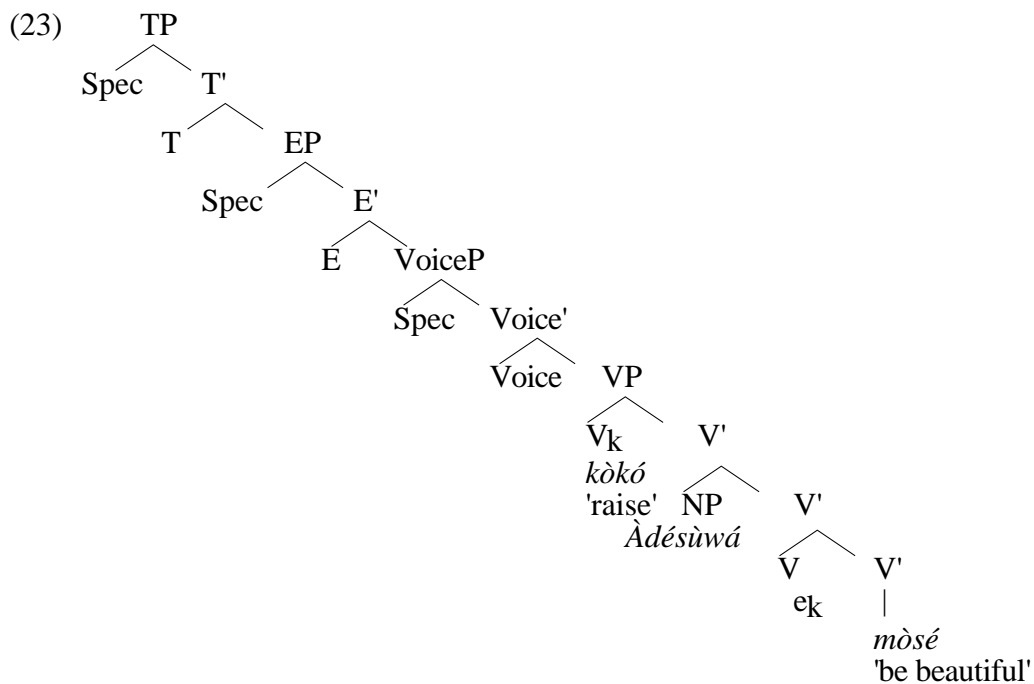 (23) TP
Spec T'
T EP
Spec E'
E VoiceP
Spec Voice'
Voice VP
Vk V'
kòkó
'raise' NP V'
Àdésùwá
V V'
ek
mòsé
'be beautiful'